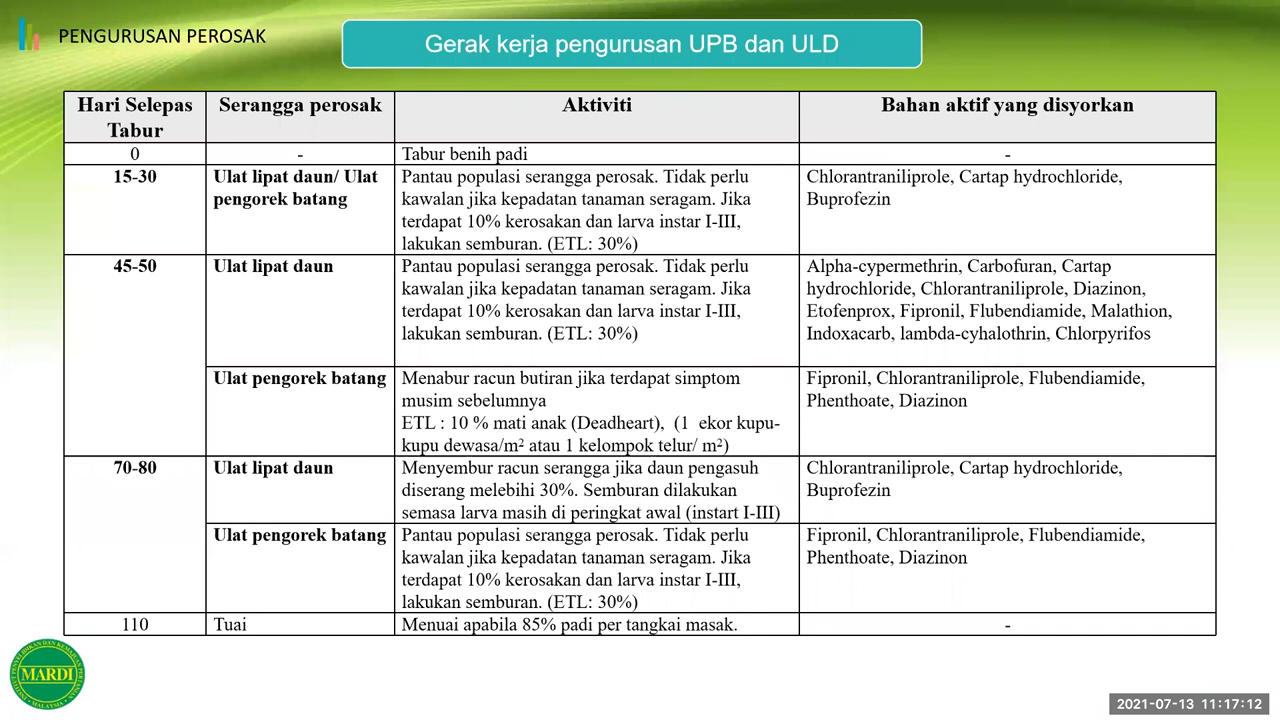 PENGURUSAN PEROSAK
Gerak kerja pengurusan UPB dan ULD
Hari Selepas Tabur
Serangga perosak
Aktiviti
Bahan aktif yang disyorkan
0
-
Tabur benih padi
-
15-30
Ulat lipat daun/ Ulat
pengorek batang
Pantau populasi serangga perosak. Tidak perlu
kawalan jika kepadatan tanaman seragam. Jika
terdapat 10% kerosakan dan larva instar I-III,
lakukan semburan. (ETL: 30%)
Chlorantraniliprole, Cartap hydrochloride,
Buprofezin
45-50
Ulat lipat daun
Pantau populasi serangga perosak. Tidak perlu
kawalan jika kepadatan tanaman seragam. Jika
terdapat 10% kerosakan dan larva instar I-III,
lakukan semburan. (ETL: 30%)
Alpha-cypermethrin, Carbofuran, Cartap
hydrochloride, Chlorantraniliprole, Diazinon,
Etofenprox, Fipronil, Flubendiamide, Malathion,
Indoxacarb, lambda-cyhalothrin, Chlorpyrifos
Ulat pengorek batang
Menabur racun butiran jika terdapat simptom
musim sebelumnya
ETL : 10 % mati anak (Deadheart), (1 ekor kupu-
kupu dewasa/m² atau 1 kelompok telur/ m²)
Fipronil, Chlorantraniliprole, Flubendiamide,
Phenthoate, Diazinon
70-80
Ulat lipat daun
Menyembur racun serangga jika daun pengasuh
diserang melebihi 30%. Semburan dilakukan
semasa larva masih di peringkat awal (instart I-III)
Chlorantraniliprole, Cartap hydrochloride,
Buprofezin
Ulat pengorek batang
Pantau populasi serangga perosak. Tidak perlu
kawalan jika kepadatan tanaman seragam. Jika
terdapat 10% kerosakan dan larva instar I-III,
lakukan semburan. (ETL: 30%)
Fipronil, Chlorantraniliprole, Flubendiamide,
Phenthoate, Diazinon
110
Tuai
Menuai apabila 85% padi per tangkai masak.
-
MARDI
2021-07-13 11:17:12